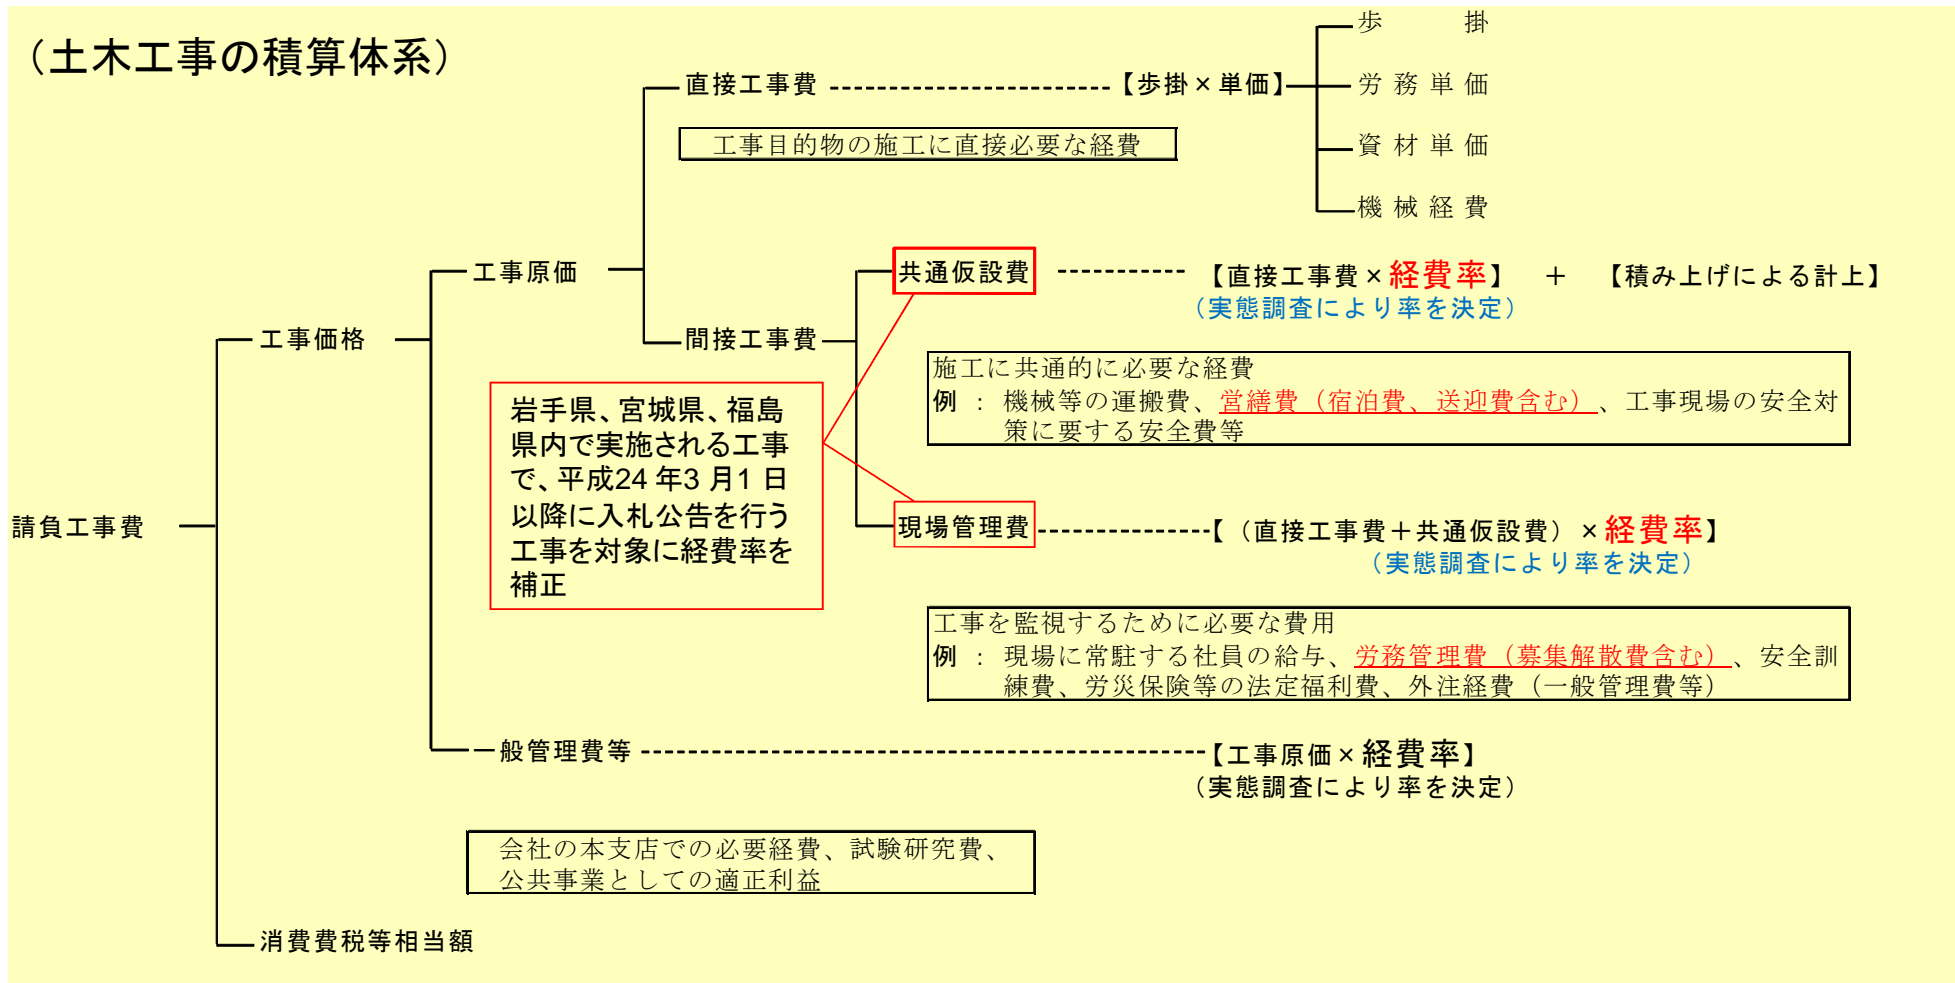 （土木工事の積算体系）
歩　　掛
直接工事費
【歩掛×単価】
労務単価
工事目的物の施工に直接必要な経費
資材単価
機械経費
工事原価
共通仮設費
【直接工事費×経費率】　＋　【積み上げによる計上】
（実態調査により率を決定）
工事価格
間接工事費
施工に共通的に必要な経費
例　：　機械等の運搬費、営繕費（宿泊費、送迎費含む）、工事現場の安全対
策に要する安全費等
岩手県、宮城県、福島
県内で実施される工事
で、平成24 年3 月1 日
以降に入札公告を行う
工事を対象に経費率を
補正
請負工事費
現場管理費
【（直接工事費＋共通仮設費）×経費率】
（実態調査により率を決定）
工事を監視するために必要な費用
例　：　現場に常駐する社員の給与、労務管理費（募集解散費含む）、安全訓
練費、労災保険等の法定福利費、外注経費（一般管理費等）
一般管理費等
【工事原価×経費率】
（実態調査により率を決定）
会社の本支店での必要経費、試験研究費、
公共事業としての適正利益
消費費税等相当額